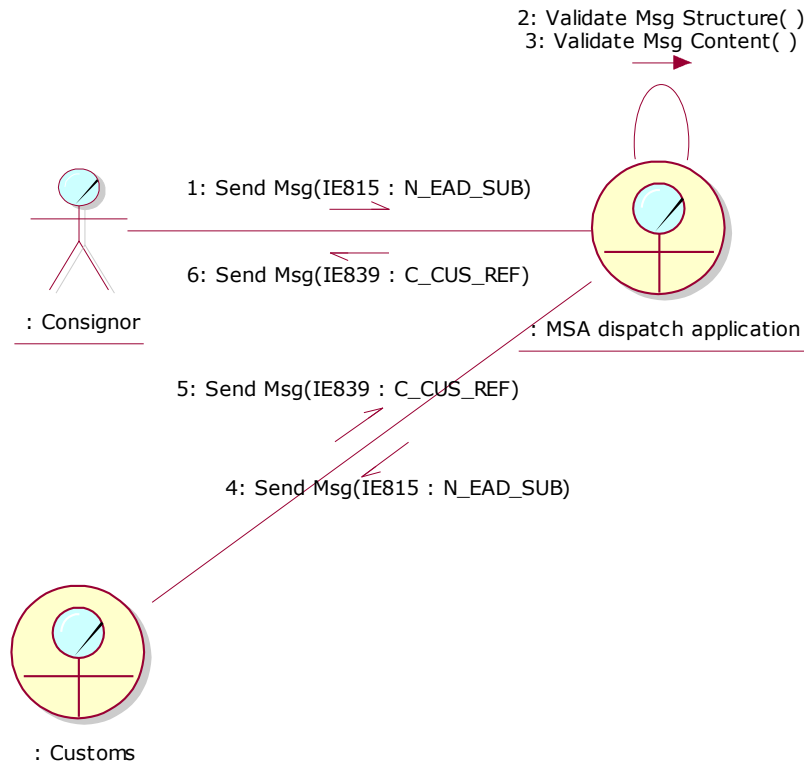 2: Validate Msg Structure( )
3: Validate Msg Content( )
1: Send Msg(IE815 : N_EAD_SUB)
6: Send Msg(IE839 : C_CUS_REF)
: Consignor
: MSA dispatch application
5: Send Msg(IE839 : C_CUS_REF)
4: Send Msg(IE815 : N_EAD_SUB)
: Customs